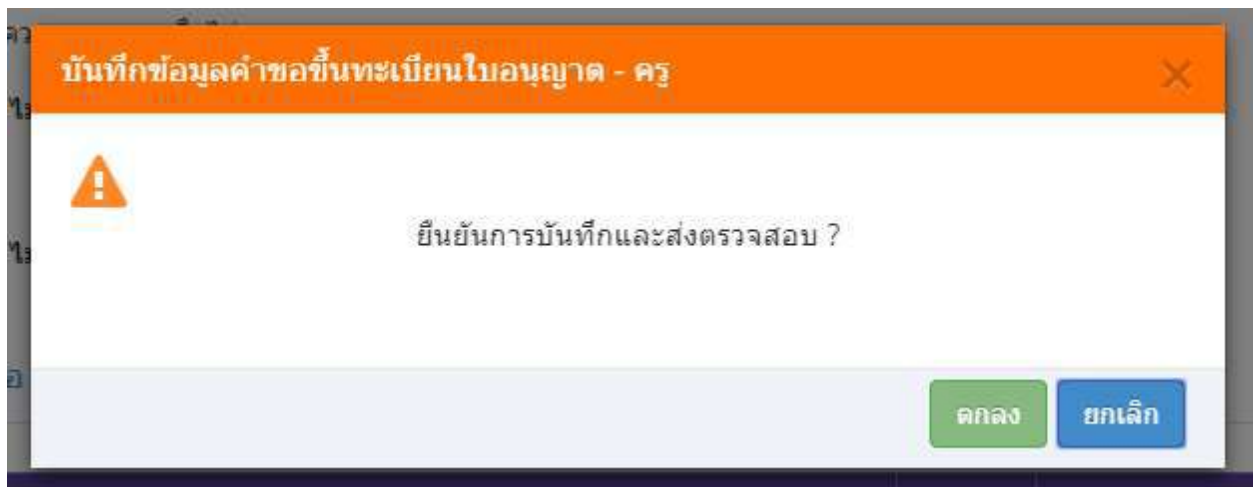 บันทึกข้อมูลคำขอขึ้นทะเบียนใบอนุญาต - ครู
ยืนยันการบันทึกและส่งตรวจสอบ ?
ตกลง ยกเลิก